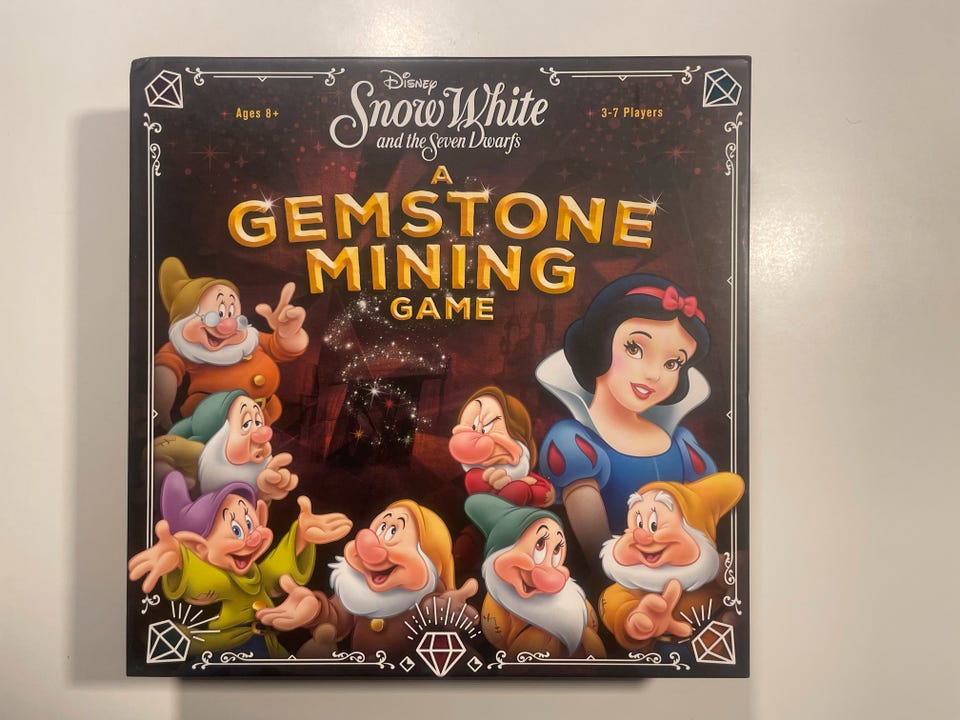 Ages 8+
3-7 Players
Disney
Snow White
and the Seven Dwarfs
A
GEMSTONE
MINING
GAME